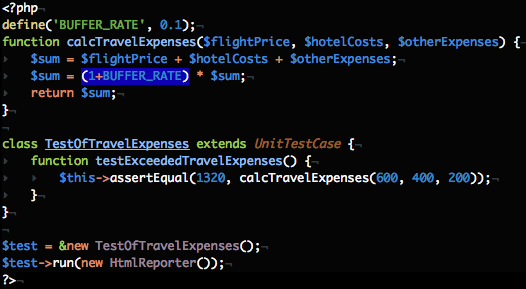 <?php
define('BUFFER_RATE', 0.1);
function calcTravelExpenses($flightPrice, $hotelCosts, $otherExpenses) {
    $sum = $flightPrice + $hotelCosts + $otherExpenses;
    $sum = (1+BUFFER_RATE) * $sum;
    return $sum;
}

class TestOfTravelExpenses extends UnitTestCase {
    function testExceededTravelExpenses() {
        $this->assertEqual(1320, calcTravelExpenses(600, 400, 200));
    }
}

$test = &new TestOfTravelExpenses();
$test->run(new HtmlReporter());
?>